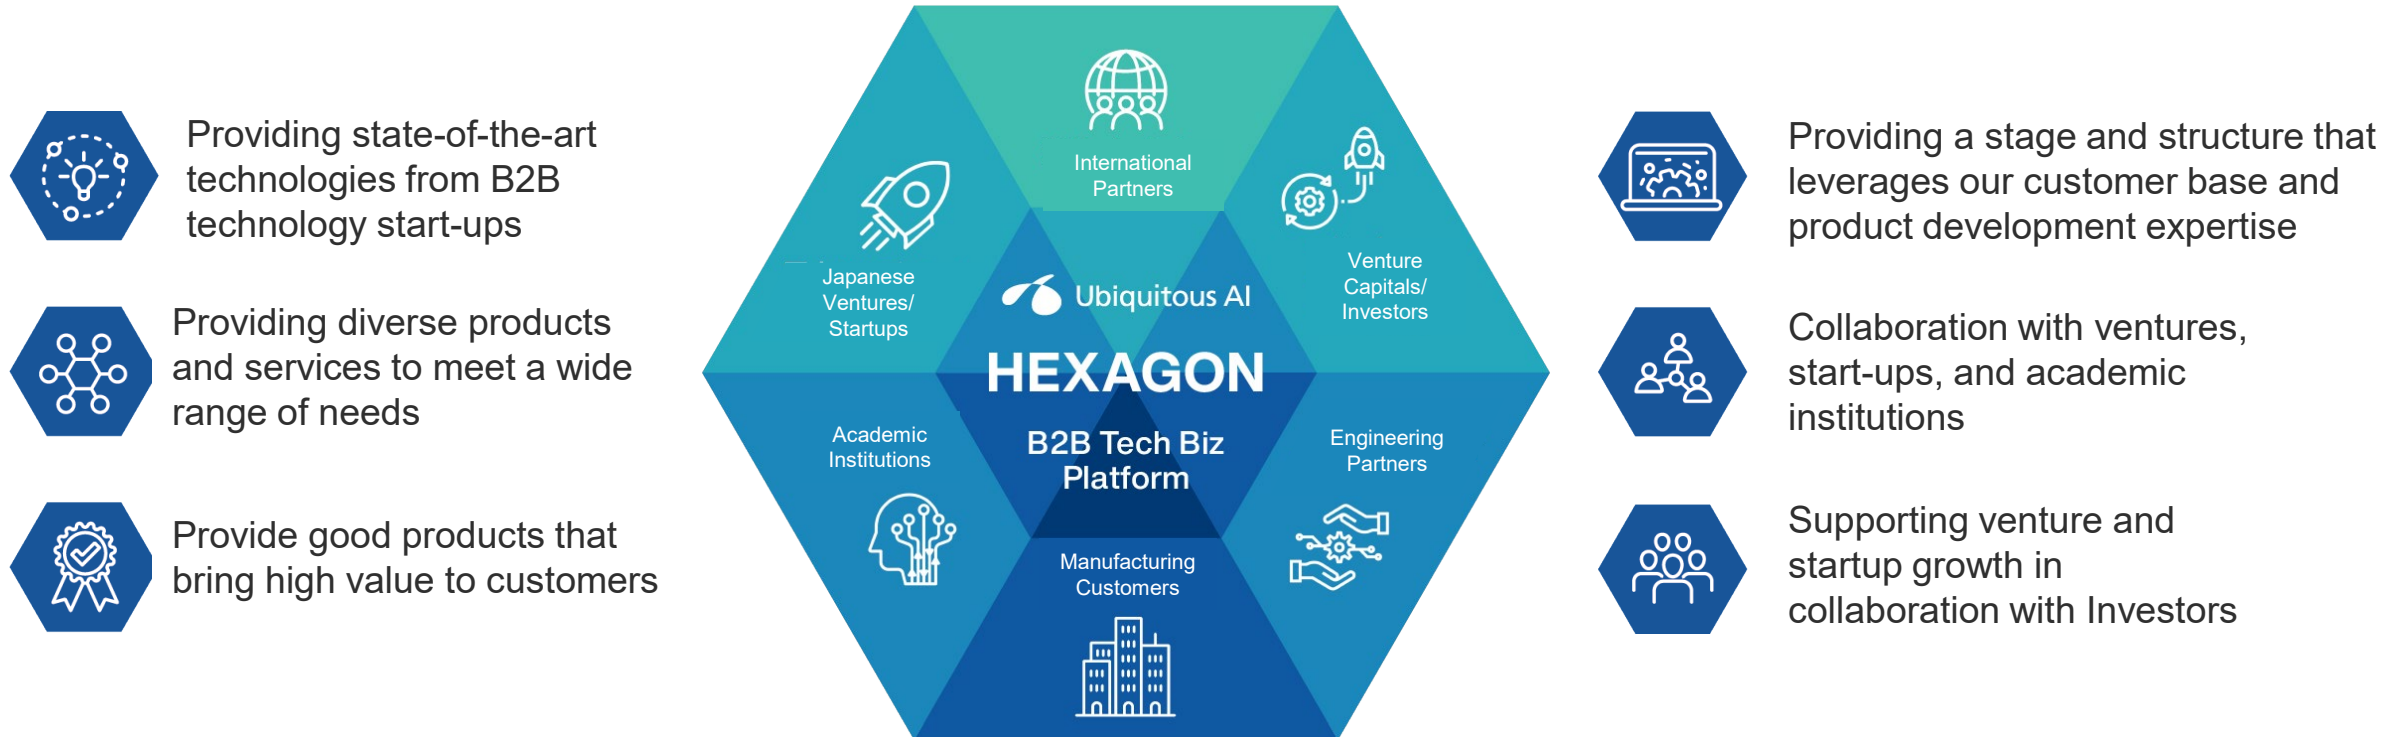 Providing state-of-the-art
technologies from B2B
technology start-ups
Providing diverse products
and services to meet a wide
range of needs
Provide good products that
bring high value to customers
International
Partners
Japanese
Ventures/
Startups
Venture
Capitals/
Investors
Ubiquitous AI
HEXAGON
B2B Tech Biz
Platform
Academic
Institutions
Engineering
Partners
Manufacturing
Customers
Providing a stage and structure that
leverages our customer base and
product development expertise
Collaboration with ventures,
start-ups, and academic
institutions
Supporting venture and
startup growth in
collaboration with Investors